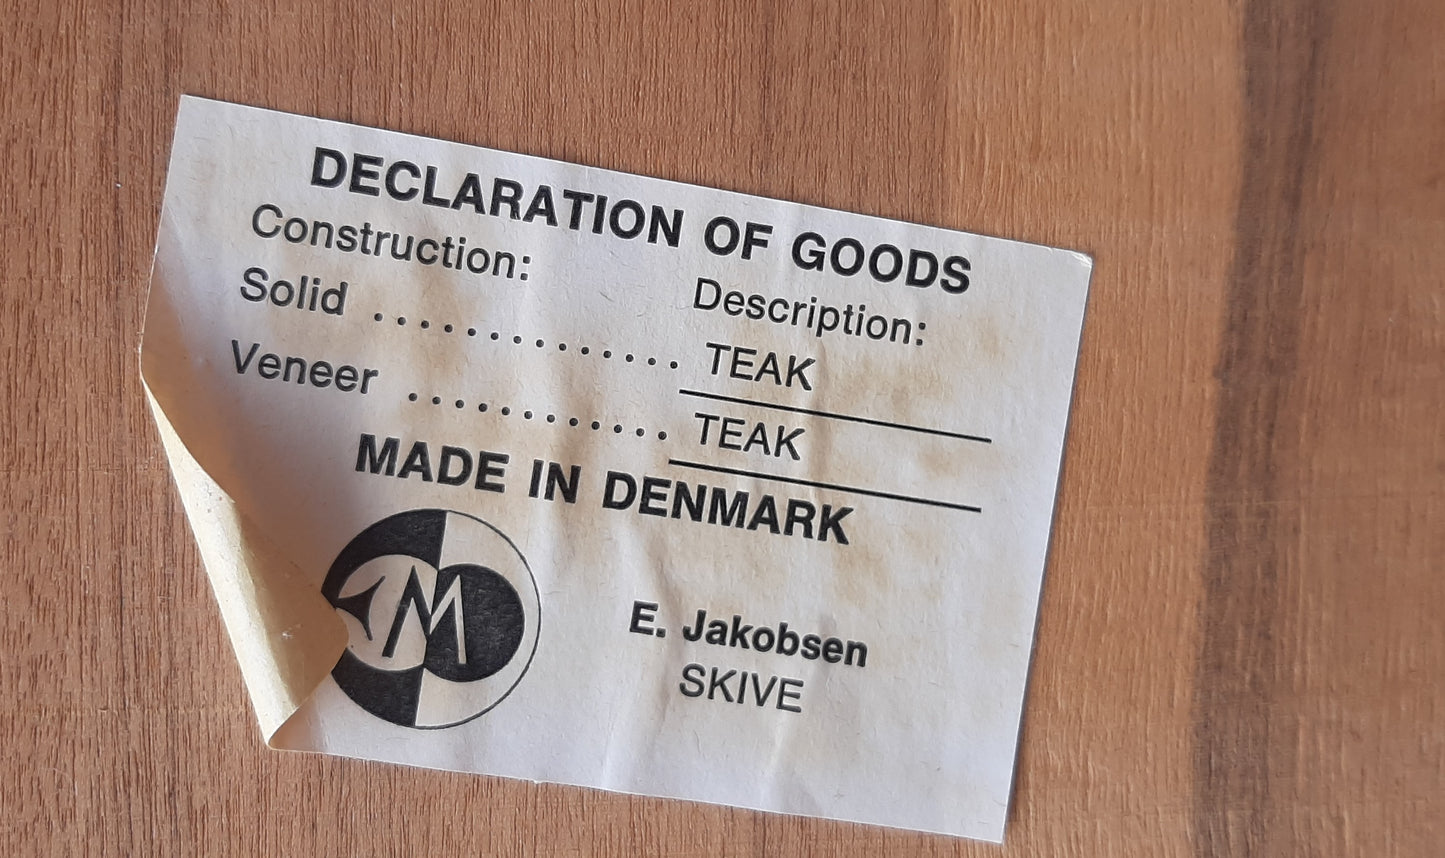 DECLARATION OF GOODS
Construction: Description:
Solid .............. TEAK
Veneer ............ TEAK
MADE IN DENMARK
M
E. Jakobsen
SKIVE